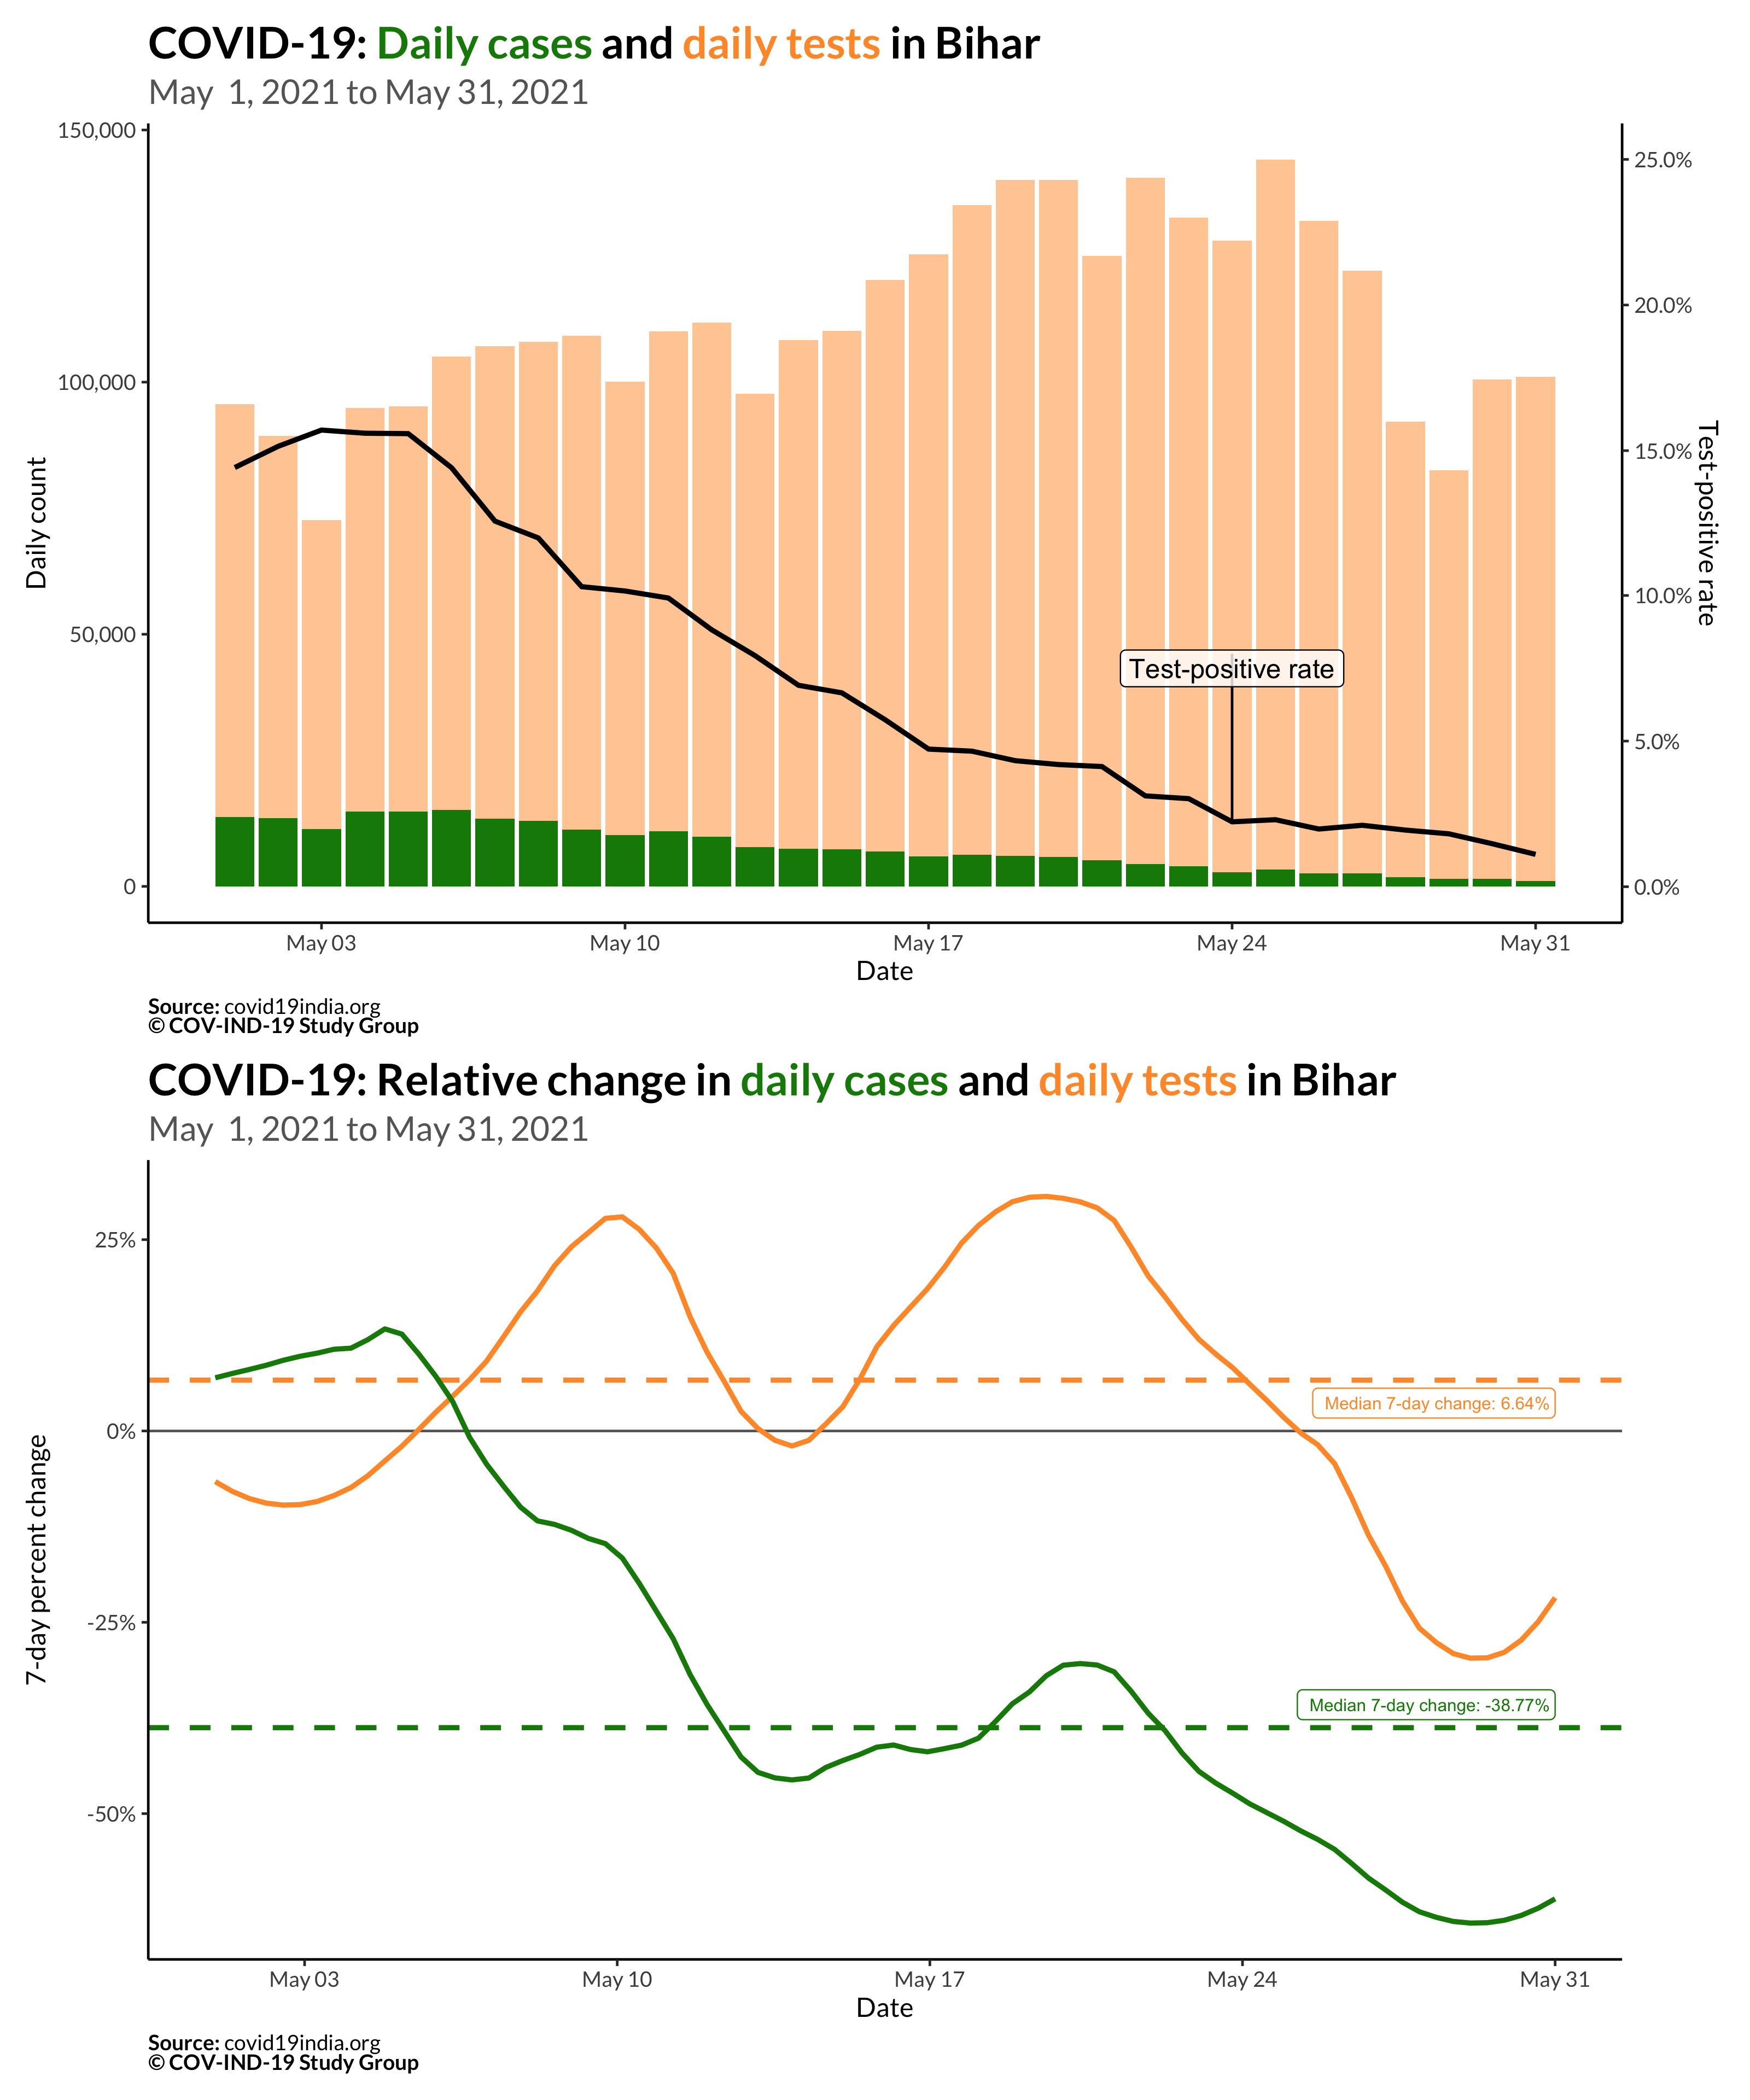 COVID-19: Daily cases and daily tests in Bihar
May 1, 2021 to May 31, 2021
150,000
100,000
50,000
0
Daily count
25.0%
20.0%
15.0%
10.0%
5.0%
0.0%
Test-positive rate
Test-positive rate
May 03
May 10
May 17
May 24
May 31
Date
Source: covid19india.org
© COV-IND-19 Study Group
COVID-19: Relative change in daily cases and daily tests in Bihar
May 1, 2021 to May 31, 2021
25%
0%
-25%
-50%
7-day percent change
Median 7-day change: 6.64%
Median 7-day change: -38.77%
May 03
May 10
May 17
May 24
May 31
Date
Source: covid19india.org
© COV-IND-19 Study Group